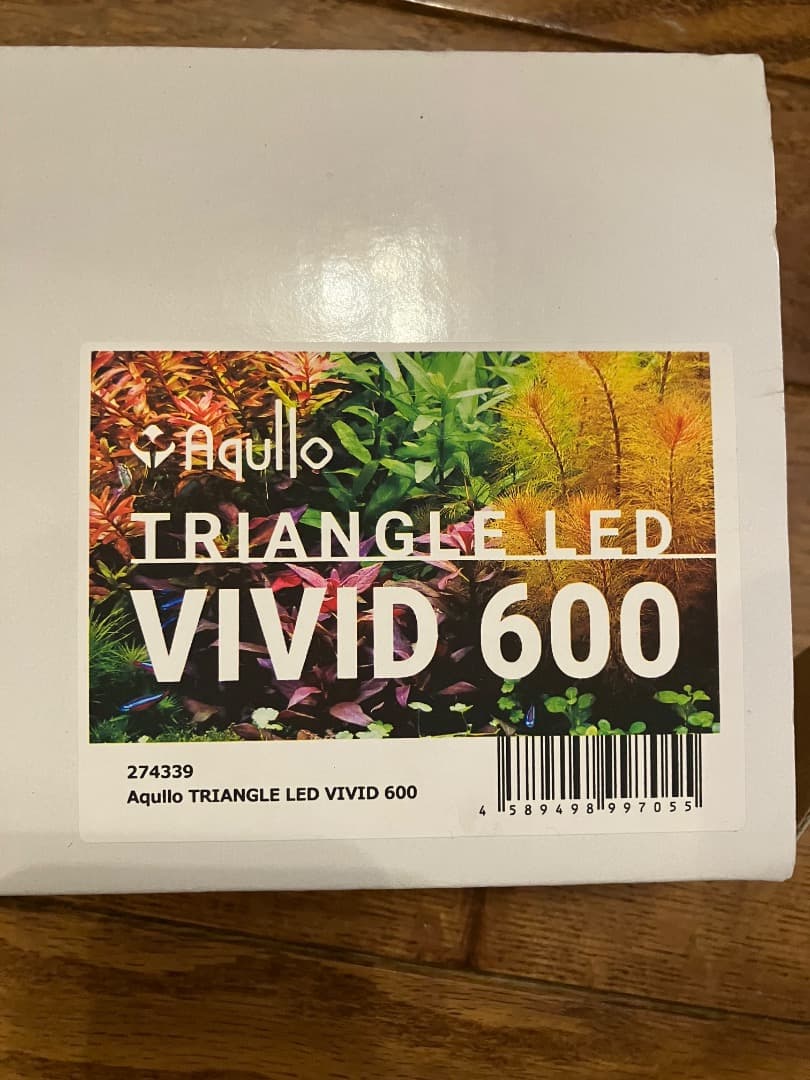 Aqullo
TRIANGLE LED
VIVID 600
274339
Aqullo TRIANGLE LED VIVID 600
4 589498 997055